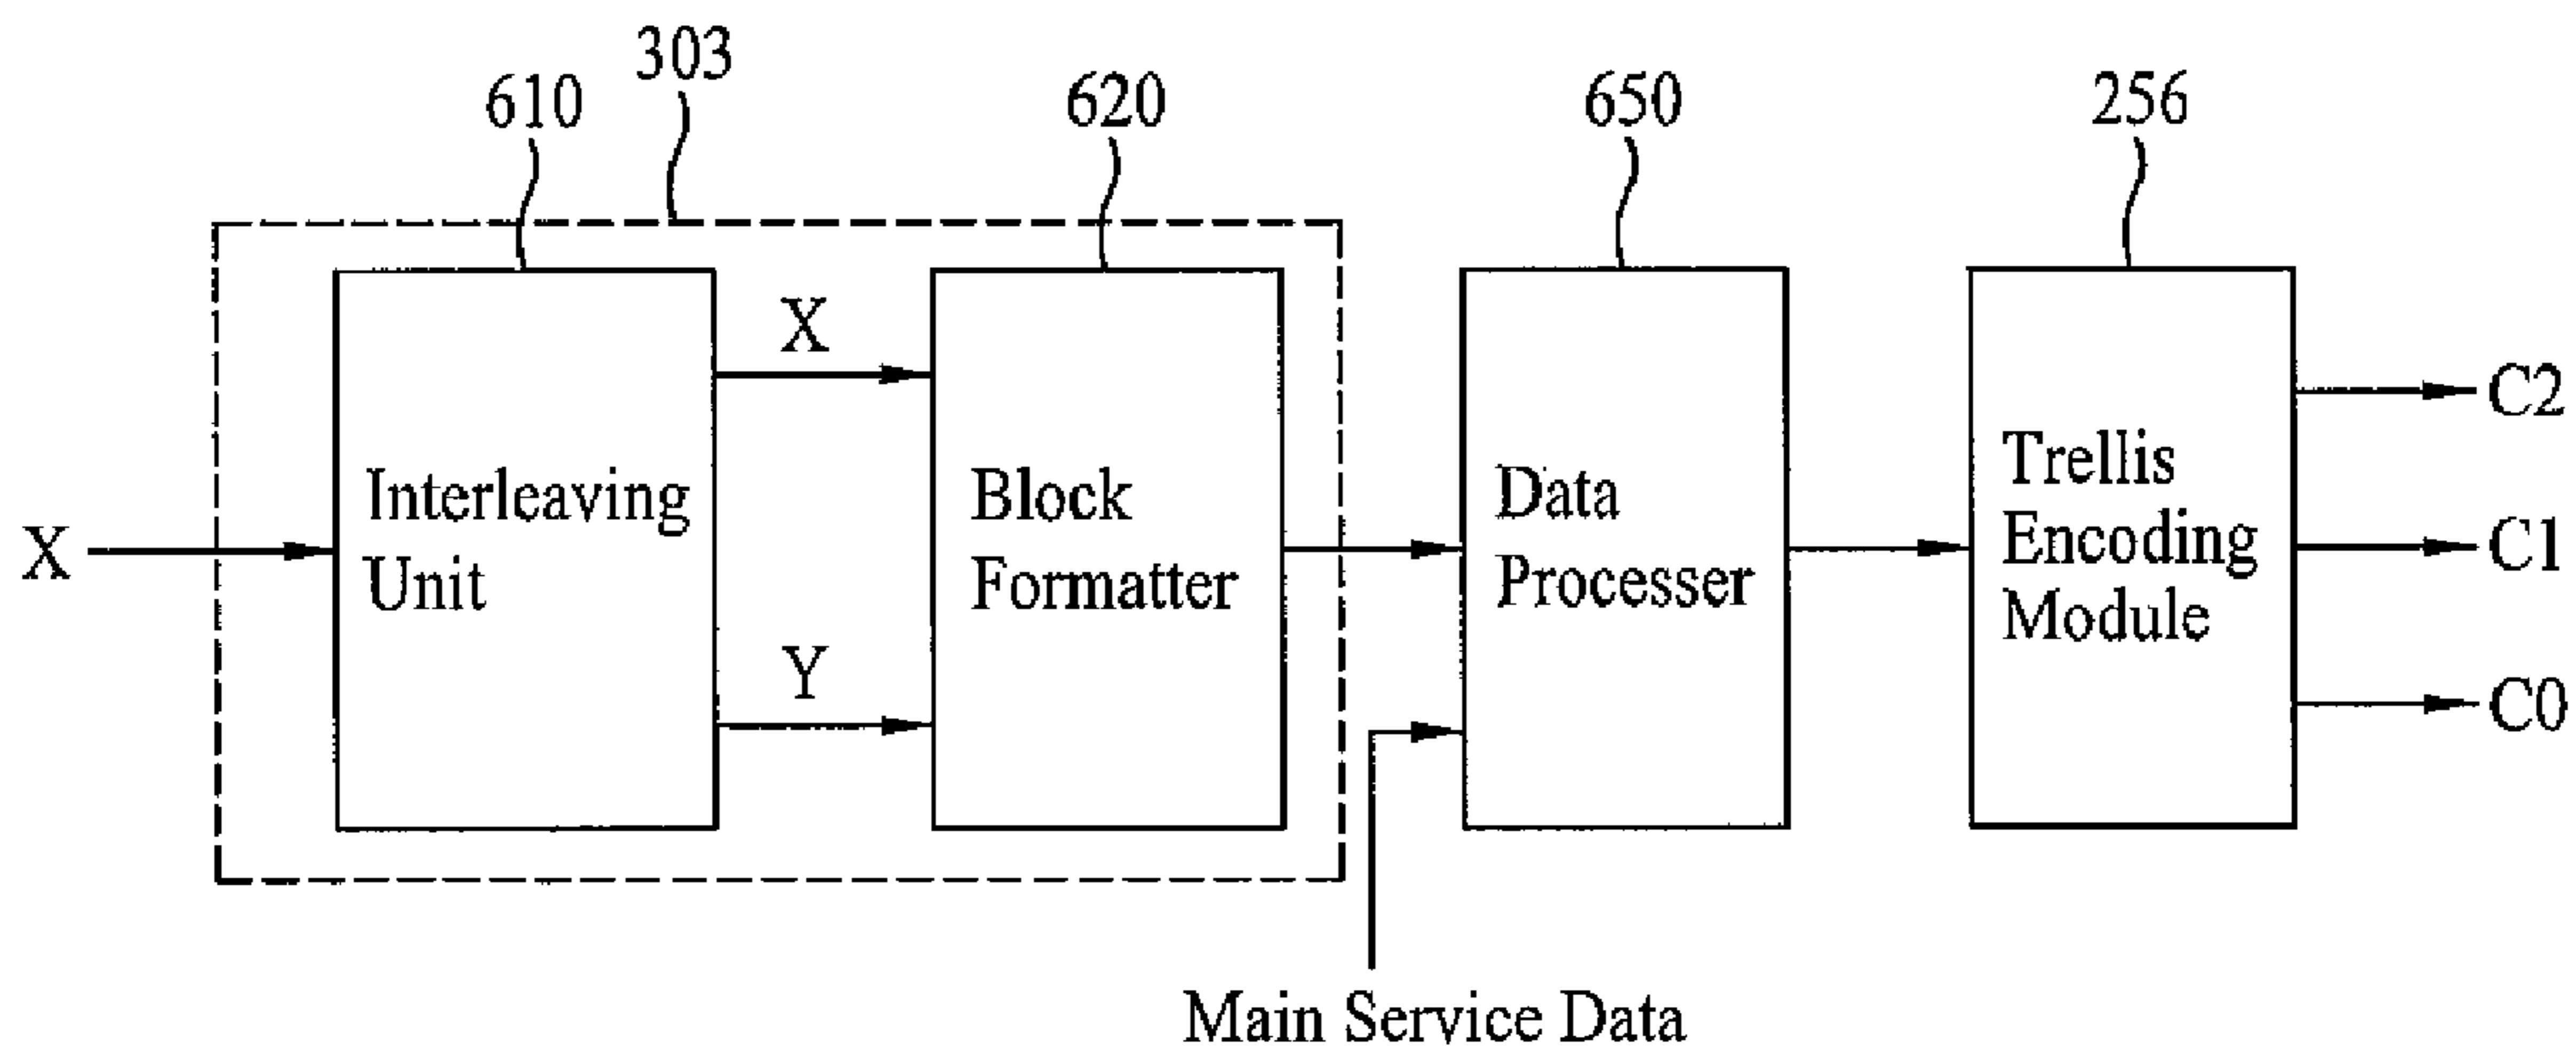 303
610
620
650
256
X
Interleaving
Unit
X
Y
Block
Formatter
Data
Processer
Trellis
Encoding
Module
C2
C1
C0
Main Service Data